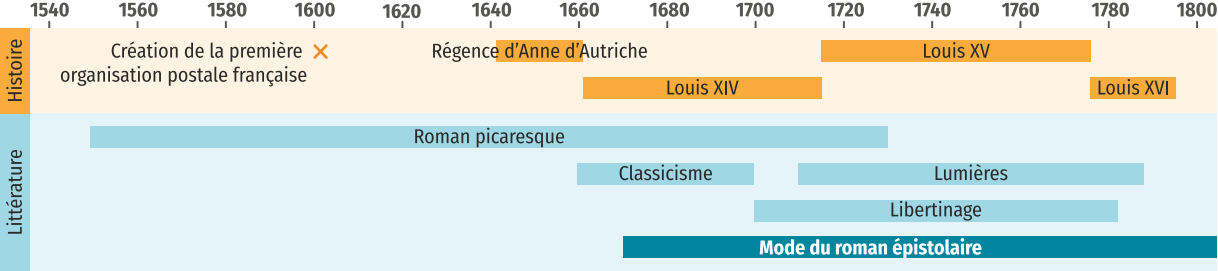 1540 1560 1580 1600 1620 1640 1660 1680 1700 1720 1740 1760 1780 1800
Histoire
Création de la première
organisation postale française
Régence d’Anne d’Autriche
Louis XV
Louis XIV
Louis XVI
Littérature
Roman picaresque
Classicisme
Lumières
Libertinage
Mode du roman épistolaire